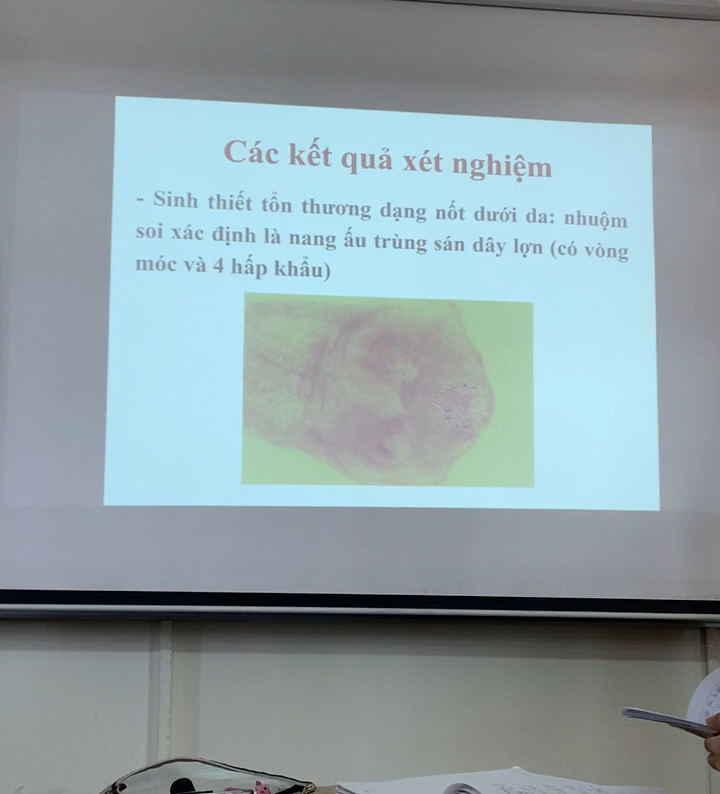 Các kết quả xét nghiệm
- Sinh thiết tổn thương dạng nốt dưới da: nhuộm
soi xác định là nang ấu trùng sán dây lợn (có vòng
móc và 4 hấp khẩu)